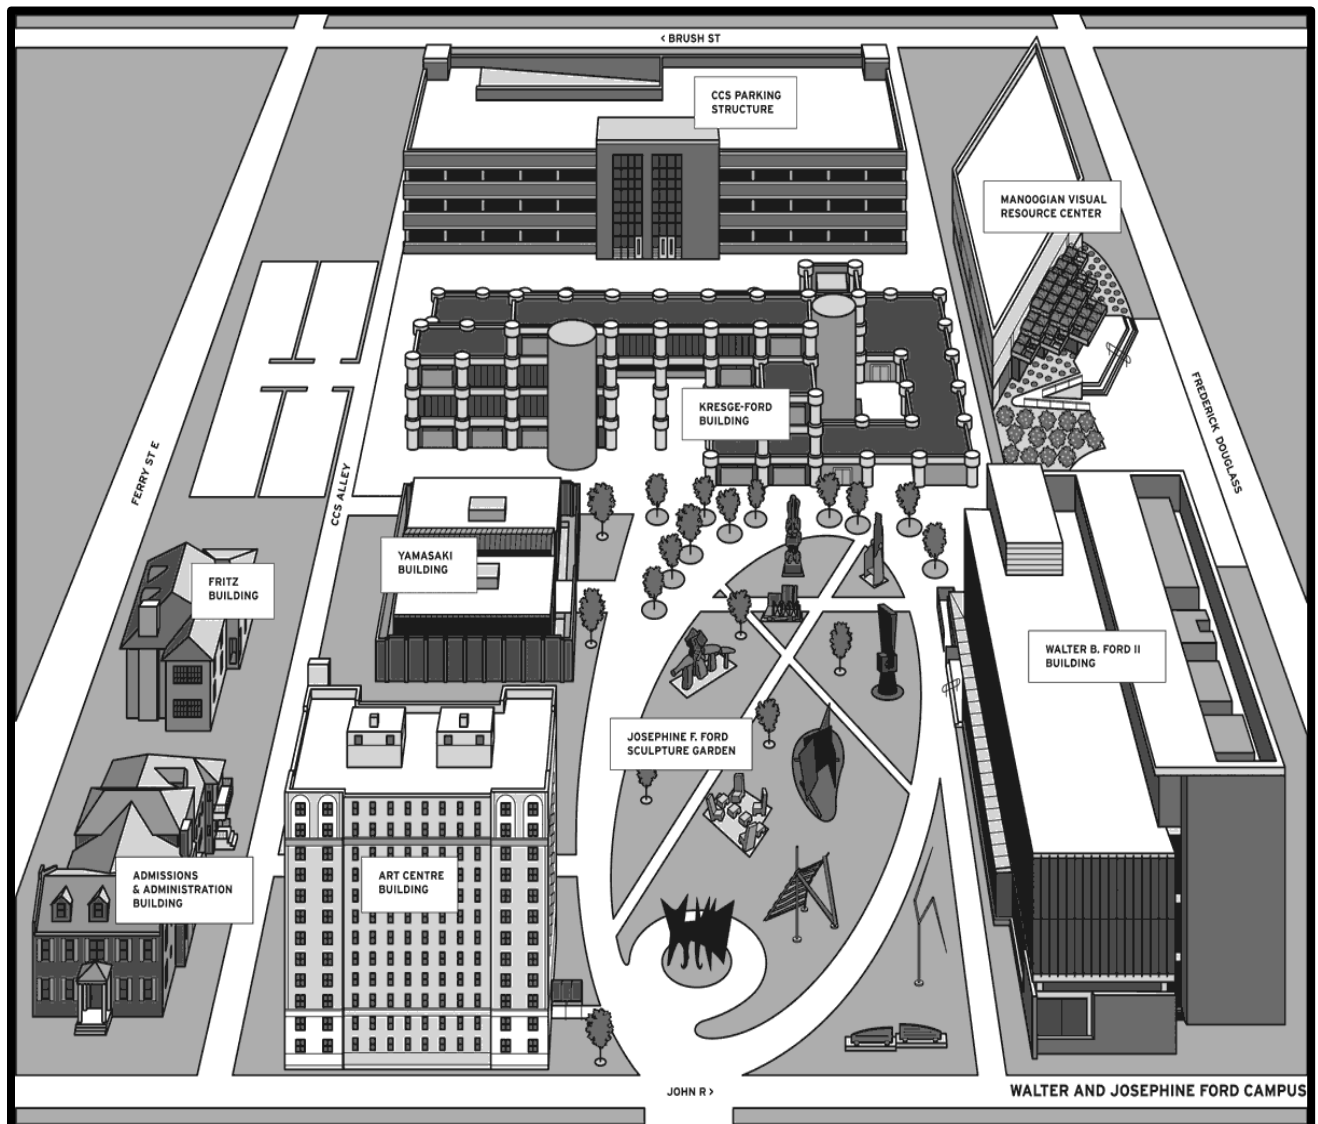 < BRUSH ST
CCS PARKING
STRUCTURE
MANOOGIAN VISUAL
RESOURCE CENTER
KRESGE-FORD
BUILDING
FREDERICK DOUGLASS
FERRY ST E
CCS ALLEY
YAMASAKI
BUILDING
FRITZ
BUILDING
WALTER B. FORD II
BUILDING
JOSEPHINE F. FORD
SCULPTURE GARDEN
ADMISSIONS
& ADMINISTRATION
BUILDING
ART CENTRE
BUILDING
JOHN R >
WALTER AND JOSEPHINE FORD CAMPUS